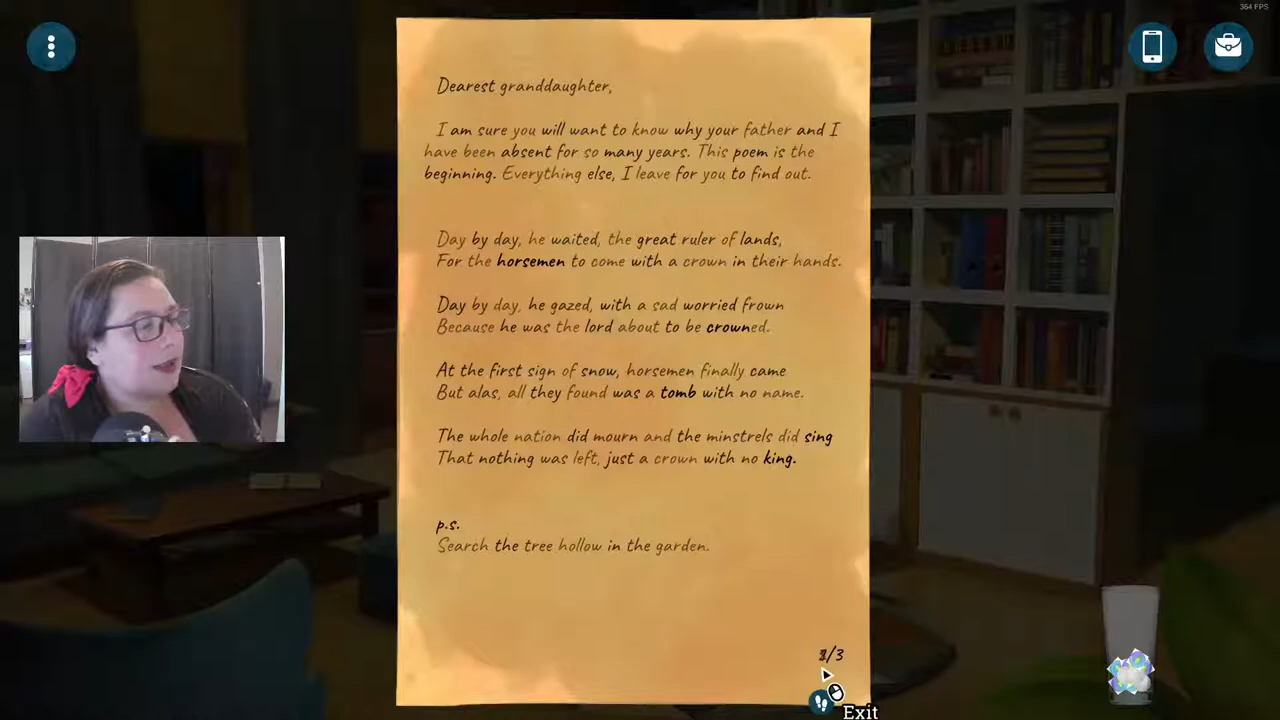 364 FPS
Dearest granddaughter,
I am sure you will want to know why your father and I
have been absent for so many years. This poem is the
beginning. Everything else, I leave for you to find out.
Day by day, he waited, the great ruler of lands,
For the horsemen to come with a crown in their hands.
Day by day, he gazed, with a sad worried frown
Because he was the lord about to be crowned.
At the first sign of snow, horsemen finally came
But alas, all they found was a tomb with no name.
The whole nation did mourn and the minstrels did sing
That nothing was left, just a crown with no king.
p.s.
Search the tree hollow in the garden.
/3
Exit